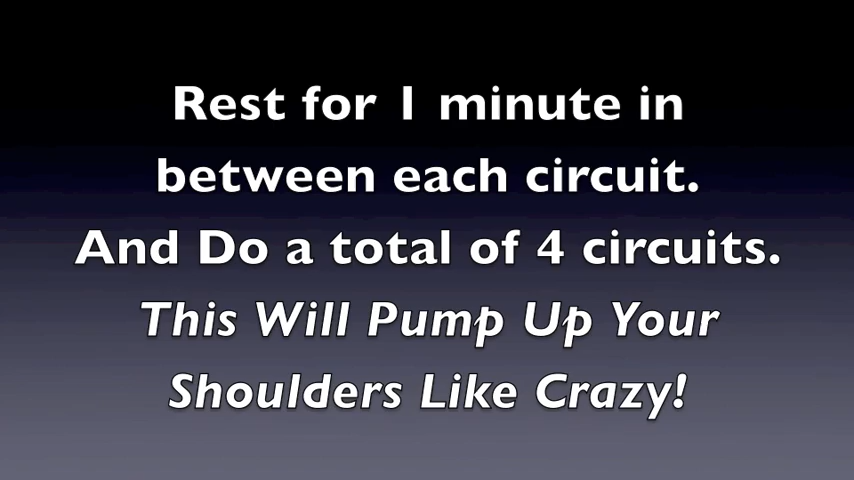 Rest for 1 minute in
between each circuit.
And Do a total of 4 circuits.
This Will Pump Up Your
Shoulders Like Crazy!